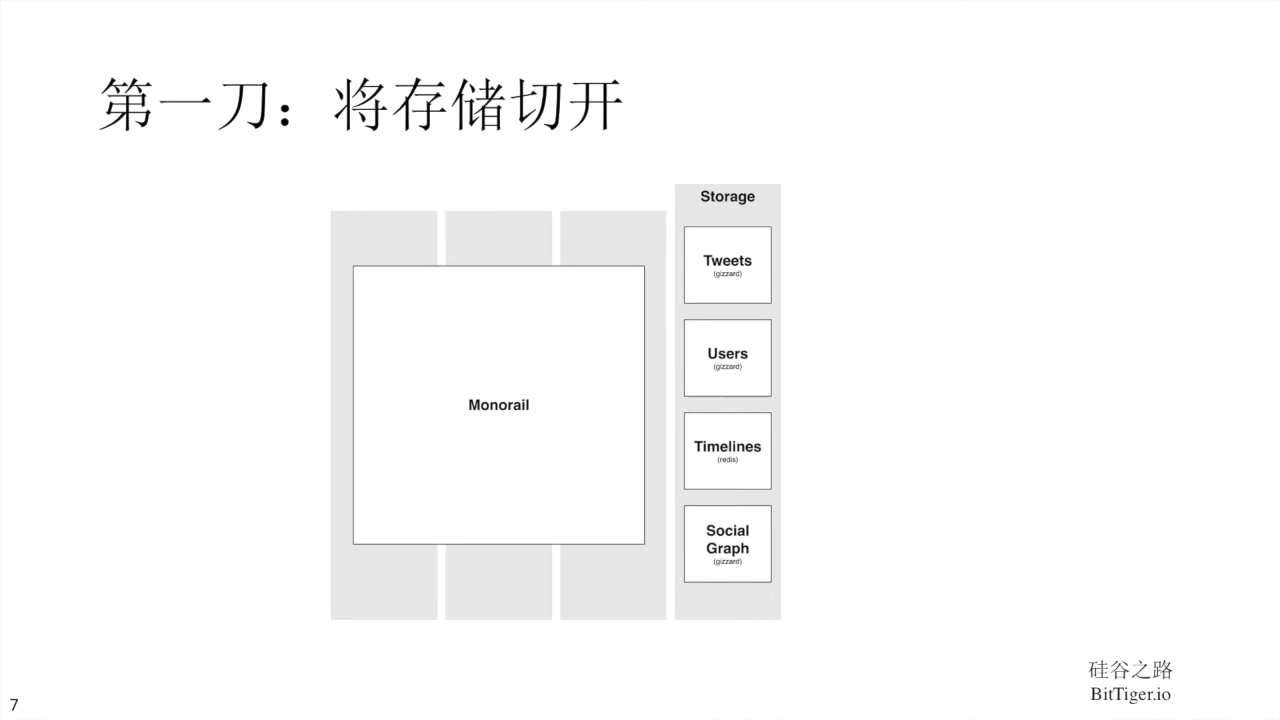 第一刀：将存储切开
Storage
Tweets
(gizzard)
Users
(gizzard)
Monorail
Timelines
(redis)
Social
Graph
(gizzard)
硅谷之路
BitTiger.io
7